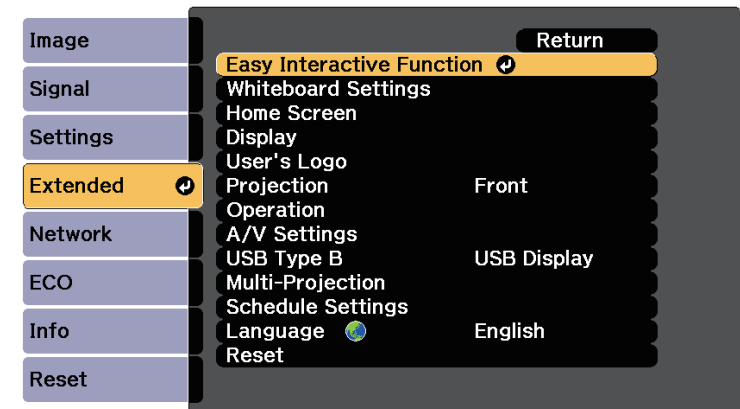 Image
Signal
Settings
Extended
Network
ECO
Info
Reset
Return
Easy Interactive Function
Whiteboard Settings
Home Screen
Display
User's Logo
Projection Front
Operation
A/V Settings
USB Type B USB Display
Multi-Projection
Schedule Settings
Language English
Reset